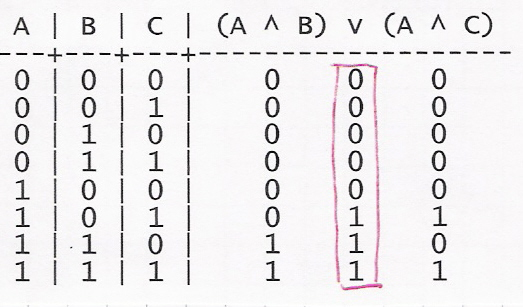 A | B | C | (A ∧ B) ∨ (A ∧ C)
---+---+---+--------------------
0 | 0 | 0 | 0 0 0
0 | 0 | 1 | 0 0 0
0 | 1 | 0 | 0 0 0
0 | 1 | 1 | 0 0 0
1 | 0 | 0 | 0 0 0
1 | 0 | 1 | 0 1 1
1 | 1 | 0 | 1 1 0
1 | 1 | 1 | 1 1 1